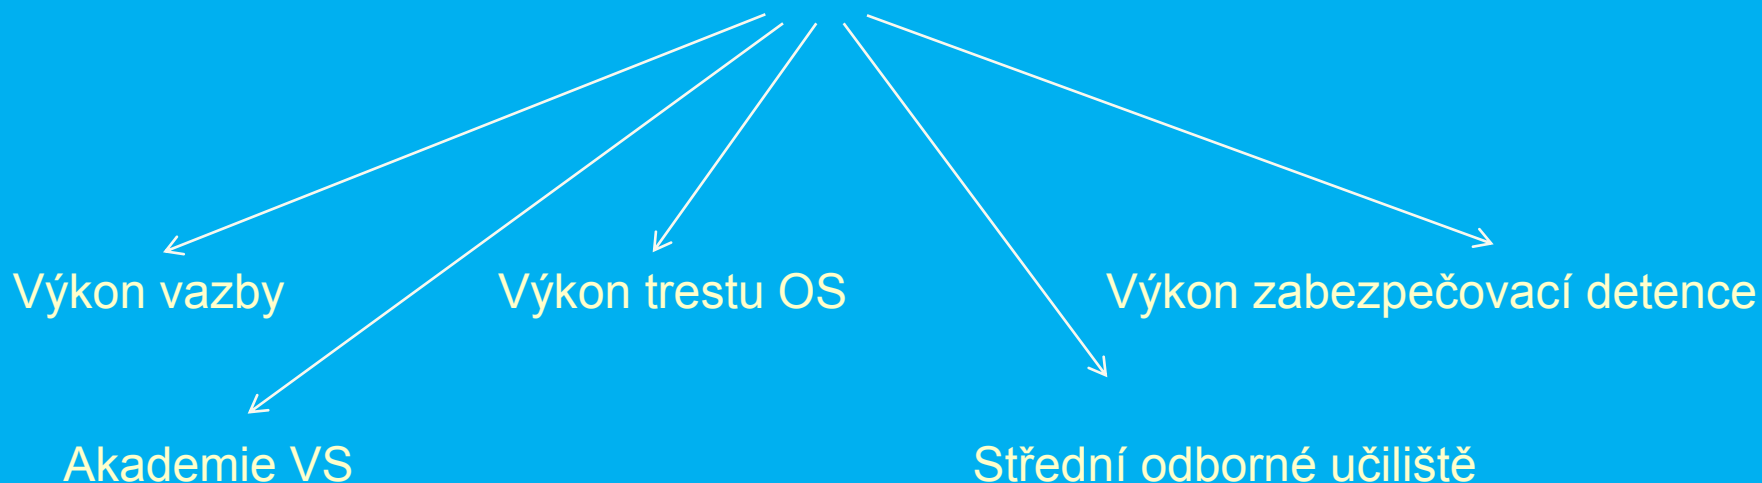 Výkon vazby
Výkon trestu OS
Výkon zabezpečovací detence
Akademie VS
Střední odborné učiliště